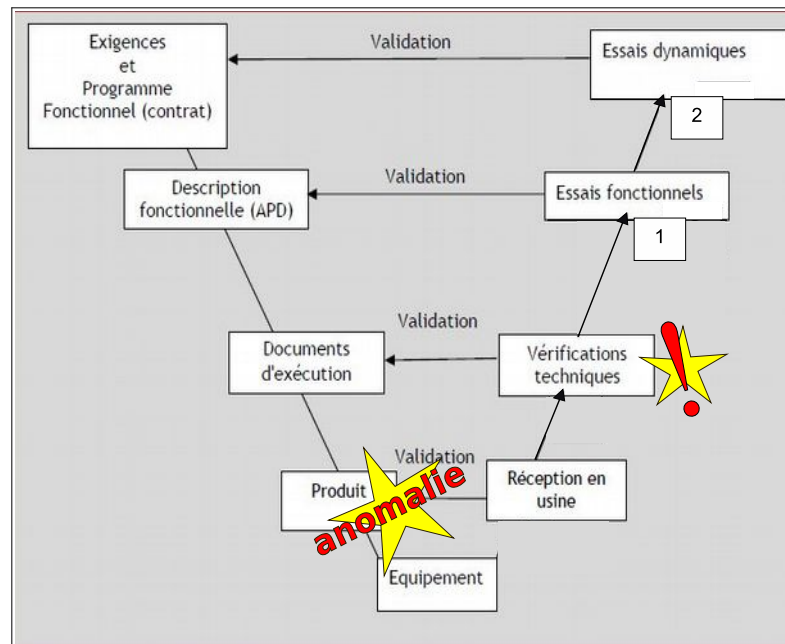 Exigences
et
Programme
Fonctionnel (contrat)
Validation
Essais dynamiques
2
Description
fonctionnelle (APD)
Validation
Essais fonctionnels
1
Validation
Documents
d'exécution
Vérifications
techniques
!
Validation
Produit
anomalie
Réception en
usine
Equipement